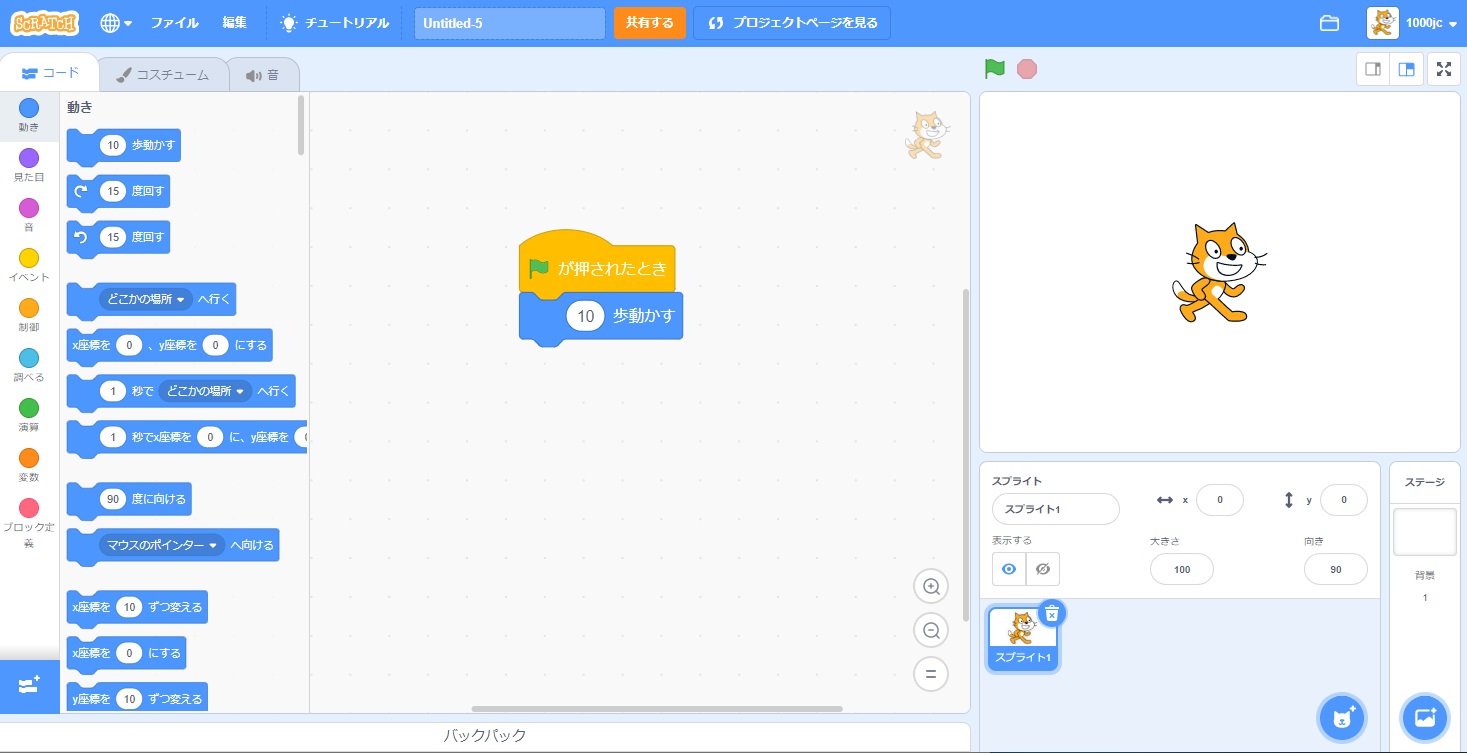 SCRATCH
ファイル
編集
チュートリアル
Untitled-5
共有する
プロジェクトページを見る
1000jc
コード
コスチューム
音
動き
見た目
音
イベント
制御
調べる
演算
変数
ブロック定
義
動き
10 歩動かす
15 度回す
15 度回す
どこかの場所 へ行く
x座標を 0 、y座標を 0 にする
1 秒で どこかの場所 へ行く
1 秒でx座標を 0 に、y座標を
90 度に向ける
マウスのポインター へ向ける
x座標を 10 ずつ変える
x座標を 0 にする
y座標を 10 ずつ変える
が押されたとき
10 歩動かす
バックパック
スプライト
スプライト1
x 0
y 0
表示する
大きさ
100
向き
90
スプライト1
ステージ
背景
1